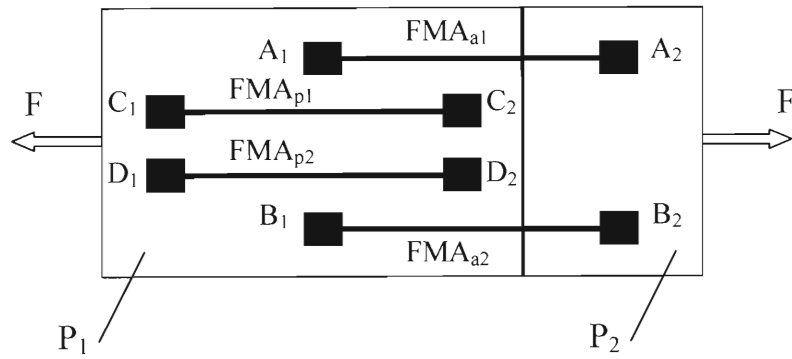 FMAa1
A1 A2
F C1 FMAp1 C2 F
D1 FMAp2 D2
B1 B2
FMAa2
P1 P2